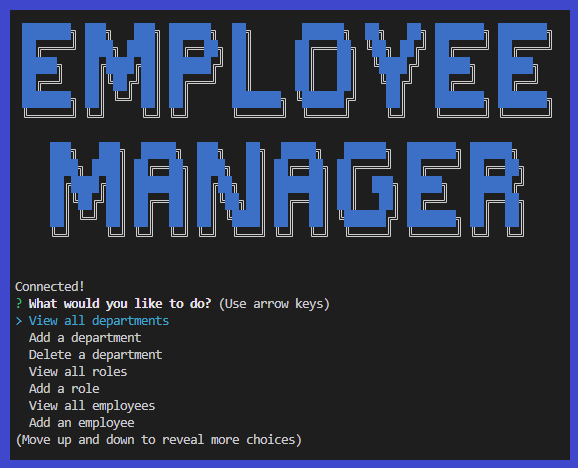 EMPLOYEE
MANAGER
Connected!
? What would you like to do? (Use arrow keys)
> View all departments
Add a department
Delete a department
View all roles
Add a role
View all employees
Add an employee
(Move up and down to reveal more choices)